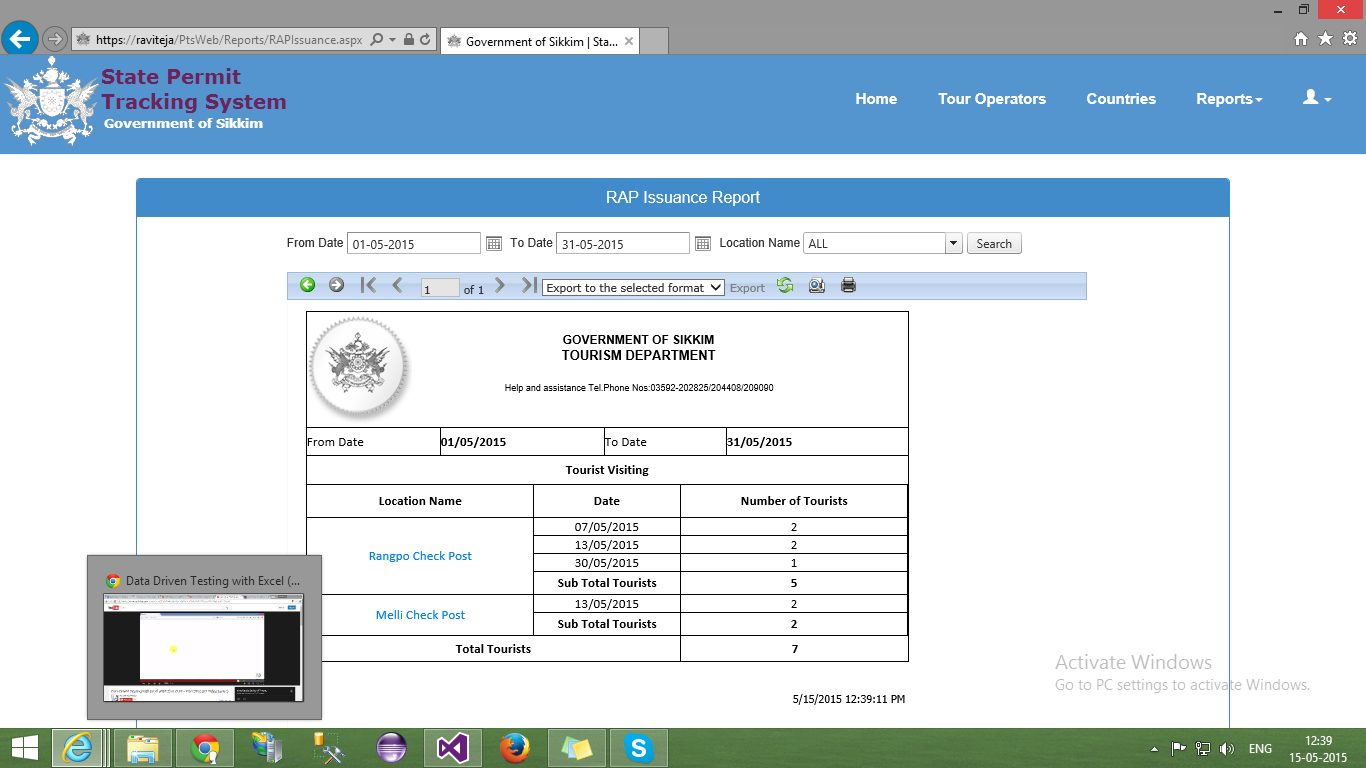 https://raviteja/PtsWeb/Reports/RAPIssuance.aspx
Government of Sikkim | Sta...
State Permit
Tracking System
Government of Sikkim
Home
Tour Operators
Countries
Reports
RAP Issuance Report
From Date 01-05-2015 To Date 31-05-2015 Location Name ALL Search
1 of 1 Export to the selected format Export
GOVERNMENT OF SIKKIM
TOURISM DEPARTMENT
Help and assistance Tel.Phone Nos:03592-202825/204408/209090
From Date 01/05/2015 To Date 31/05/2015
Tourist Visiting
Location Name Date Number of Tourists
07/05/2015 2
13/05/2015 2
Rangpo Check Post
30/05/2015 1
Sub Total Tourists 5
13/05/2015 2
Melli Check Post
Sub Total Tourists 2
Total Tourists 7
5/15/2015 12:39:11 PM
Data Driven Testing with Excel (...
Activate Windows
Go to PC settings to activate Windows.
ENG
12:39
15-05-2015